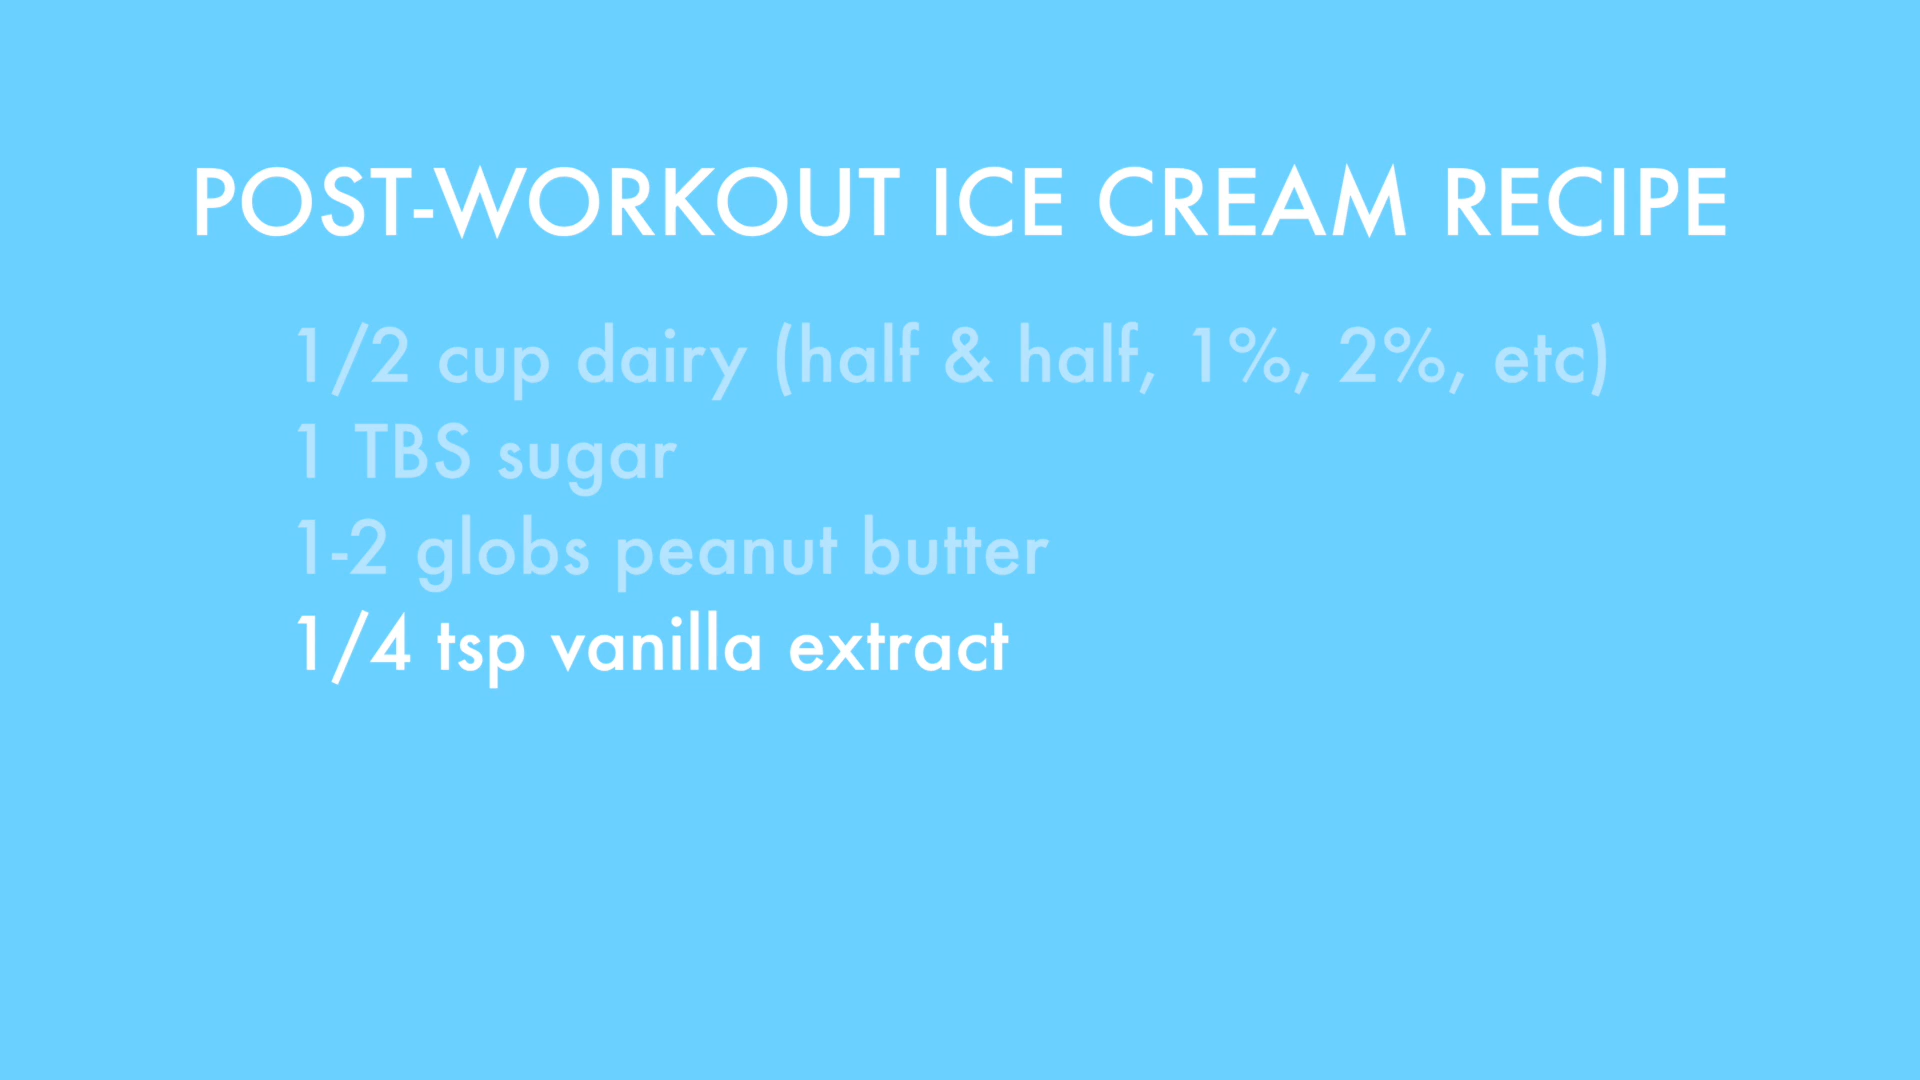 POST-WORKOUT ICE CREAM RECIPE
1/2 cup dairy (half & half, 1%, 2%, etc)
1 TBS sugar
1-2 globs peanut butter
1/4 tsp vanilla extract